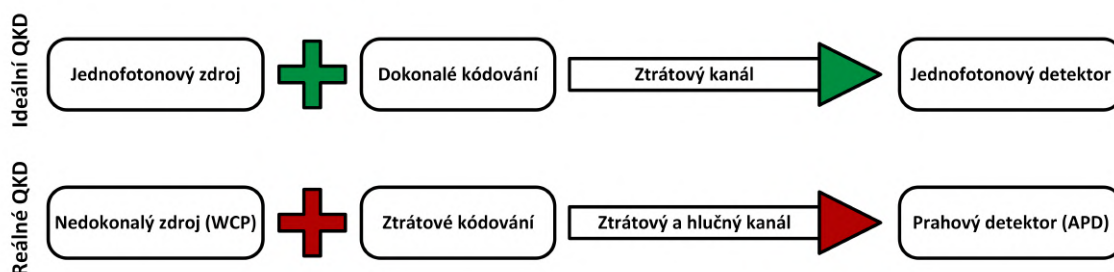 Ideální QKD
Jednofotonový zdroj
Dokonalé kódování
Ztrátový kanál
Jednofotonový detektor
Reálné QKD
Nedokonalý zdroj (WCP)
Ztrátové kódování
Ztrátový a hlučný kanál
Prahový detektor (APD)